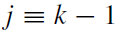 j ≡ k − 1